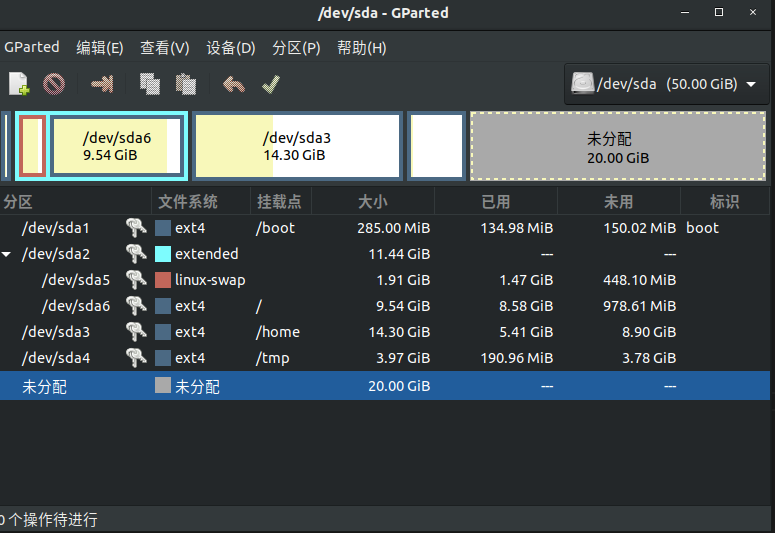 /dev/sda - GParted
GParted 编辑(E) 查看(V) 设备(D) 分区(P) 帮助(H)
/dev/sda (50.00 GiB)
/dev/sda6
9.54 GiB
/dev/sda3
14.30 GiB
未分配
20.00 GiB
分区 文件系统 挂载点 大小 已用 未用 标识
/dev/sda1 ext4 /boot 285.00 MiB 134.98 MiB 150.02 MiB boot
/dev/sda2 extended 11.44 GiB --- ---
/dev/sda5 linux-swap 1.91 GiB 1.47 GiB 448.10 MiB
/dev/sda6 ext4 / 9.54 GiB 8.58 GiB 978.61 MiB
/dev/sda3 ext4 /home 14.30 GiB 5.41 GiB 8.90 GiB
/dev/sda4 ext4 /tmp 3.97 GiB 190.96 MiB 3.78 GiB
未分配 未分配 20.00 GiB --- ---
0 个操作待进行